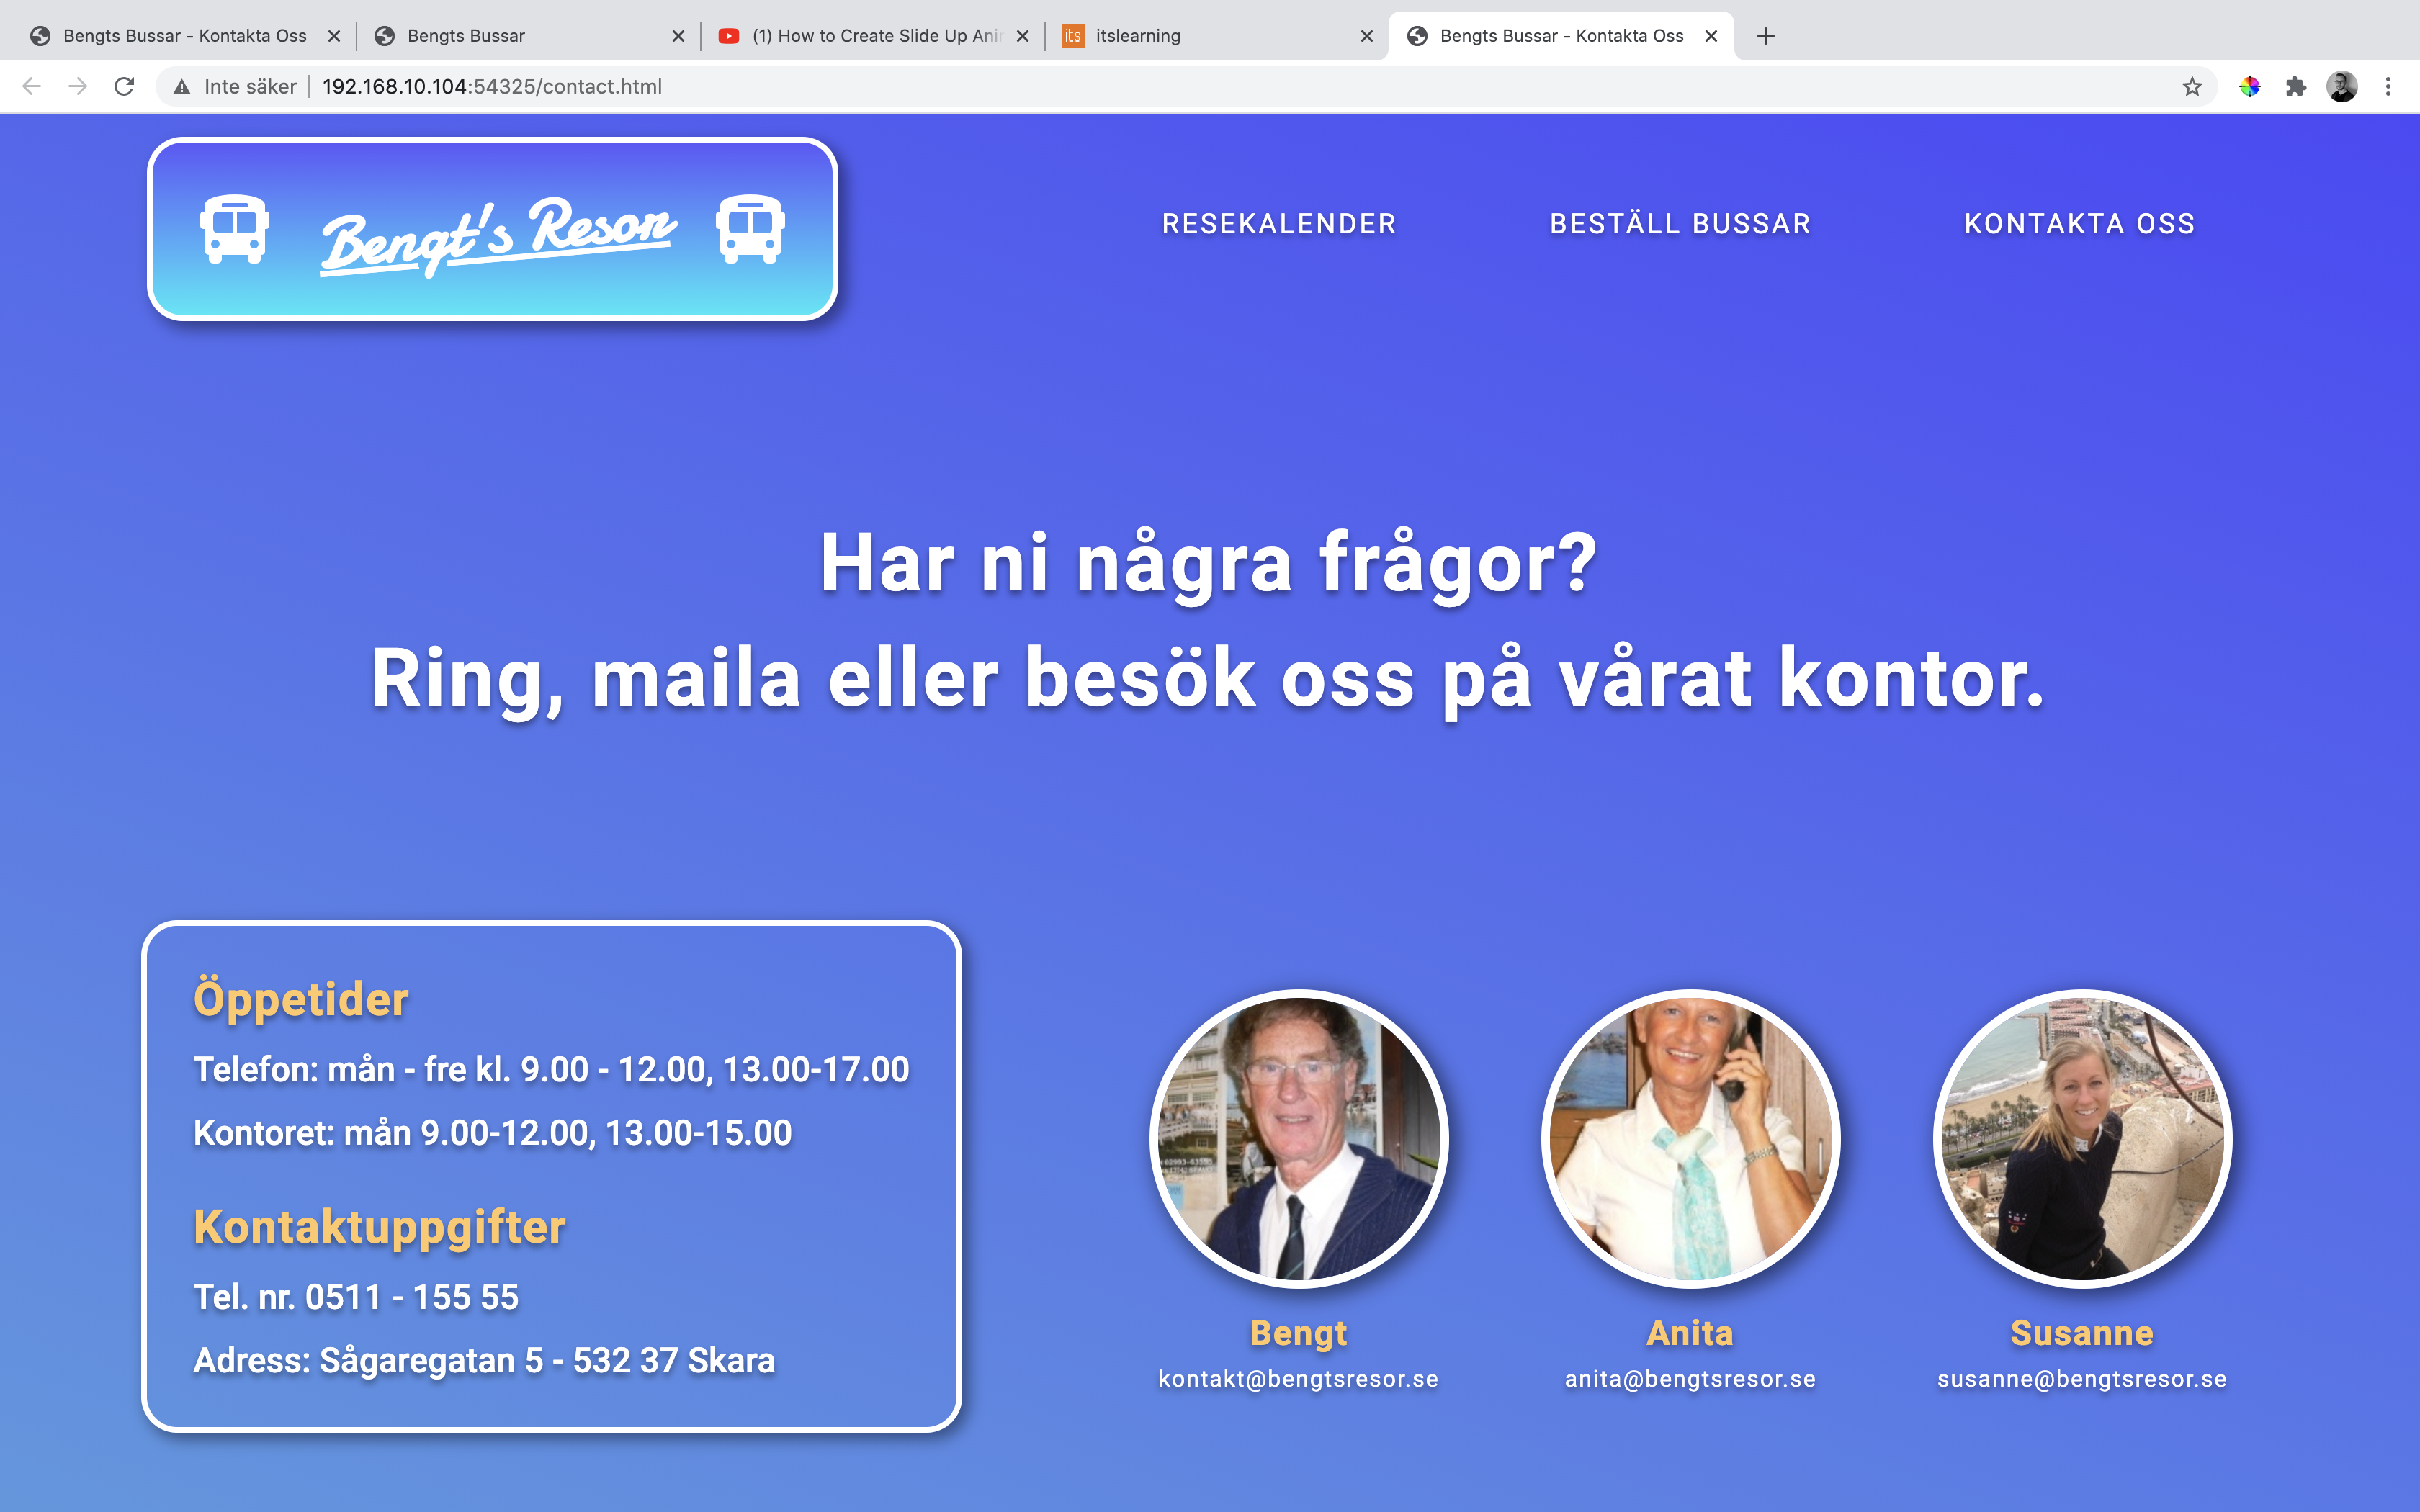 Bengts Bussar - Kontakta Oss
Bengts Bussar
(1) How to Create Slide Up Ani
itslearning
Bengts Bussar - Kontakta Oss
Inte säker
192.168.10.104:54325/contact.html
Bengt's Resor
RESEKALENDER
BESTÄLL BUSSAR
KONTAKTA OSS
Har ni några frågor?
Ring, maila eller besök oss på vårat kontor.
Öppetider
Telefon: mån - fre kl. 9.00 - 12.00, 13.00-17.00
Kontoret: mån 9.00-12.00, 13.00-15.00
Kontaktuppgifter
Tel. nr. 0511 - 155 55
Adress: Sågaregatan 5 - 532 37 Skara
Bengt
kontakt@bengtsresor.se
Anita
anita@bengtsresor.se
Susanne
susanne@bengtsresor.se